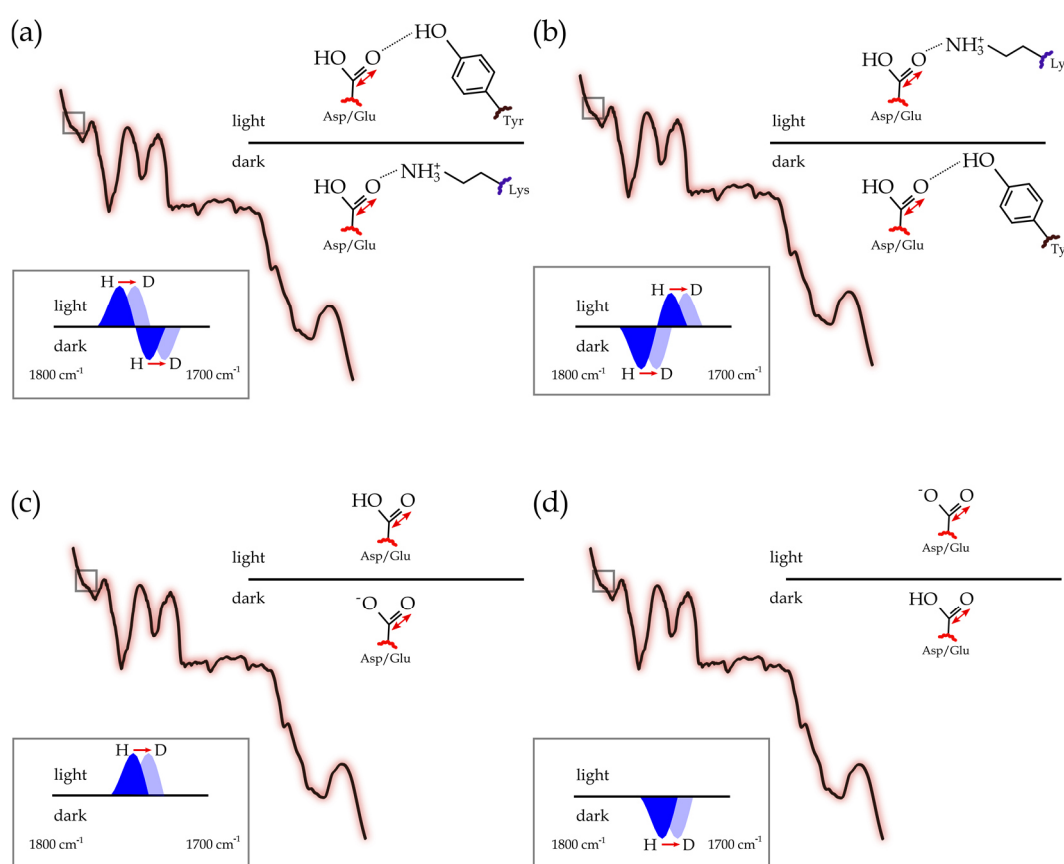 (a)
HO
HO
O
Asp/Glu
Tyr
light
dark
HO
O
NH3+
Asp/Glu
Lys
H → D
light
dark
H → D
1800 cm-1
1700 cm-1
(b)
HO
O
NH3+
Asp/Glu
Ly
light
dark
HO
HO
O
Asp/Glu
Ty
H → D
light
dark
H → D
1800 cm-1
1700 cm-1
(c)
HO
O
Asp/Glu
light
dark
-O
O
Asp/Glu
H → D
light
dark
1800 cm-1
1700 cm-1
(d)
-O
O
Asp/Glu
light
dark
HO
O
Asp/Glu
light
dark
H → D
1800 cm-1
1700 cm-1